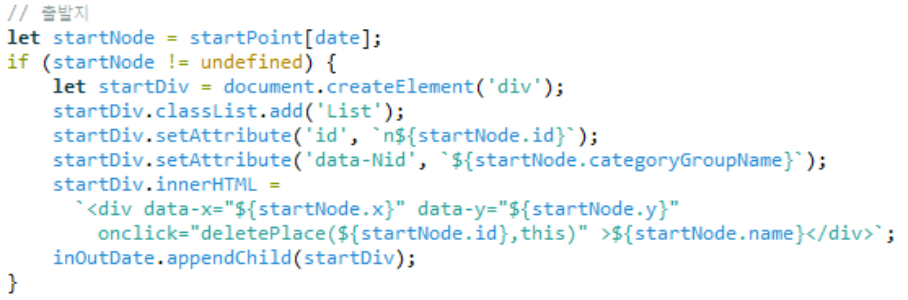 // 출발지
let startNode = startPoint[date];
if (startNode != undefined) {
    let startDiv = document.createElement('div');
    startDiv.classList.add('List');
    startDiv.setAttribute('id', `n${startNode.id}`);
    startDiv.setAttribute('data-Nid', `${startNode.categoryGroupName}`);
    startDiv.innerHTML =
      `<div data-x="${startNode.x}" data-y="${startNode.y}"
        onclick="deletePlace(${startNode.id},this)" >${startNode.name}</div>`;
    inOutDate.appendChild(startDiv);
}